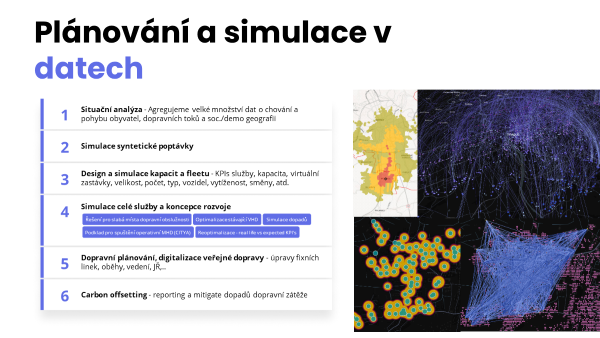 Plánování a simulace v
datech
1 Situační analýza - Agregujeme velké množství dat o chování a
pohybu obyvatel, dopravních toků a soc./demo geografii
2 Simulace syntetické poptávky
3 Design a simulace kapacit a fleetu - KPIs služby, kapacita, virtuální
zastávky, velikost, počet, typ, vozidel, vytíženost, směny, atd.
4 Simulace celé služby a koncepce rozvoje
Řešení pro slabá místa dopravní obslužnosti Optimalizace stávající VHD Simulace dopadů
Podklad pro spuštění operativní MHD (CITYA) Reoptimalizace - real life vs expected KPI's
5 Dopravní plánování, digitalizace veřejné dopravy - úpravy fixních
linek, oběhy, vedení, JŘ,..
6 Carbon offsetting - reporting a mitigate dopadů dopravní zátěže